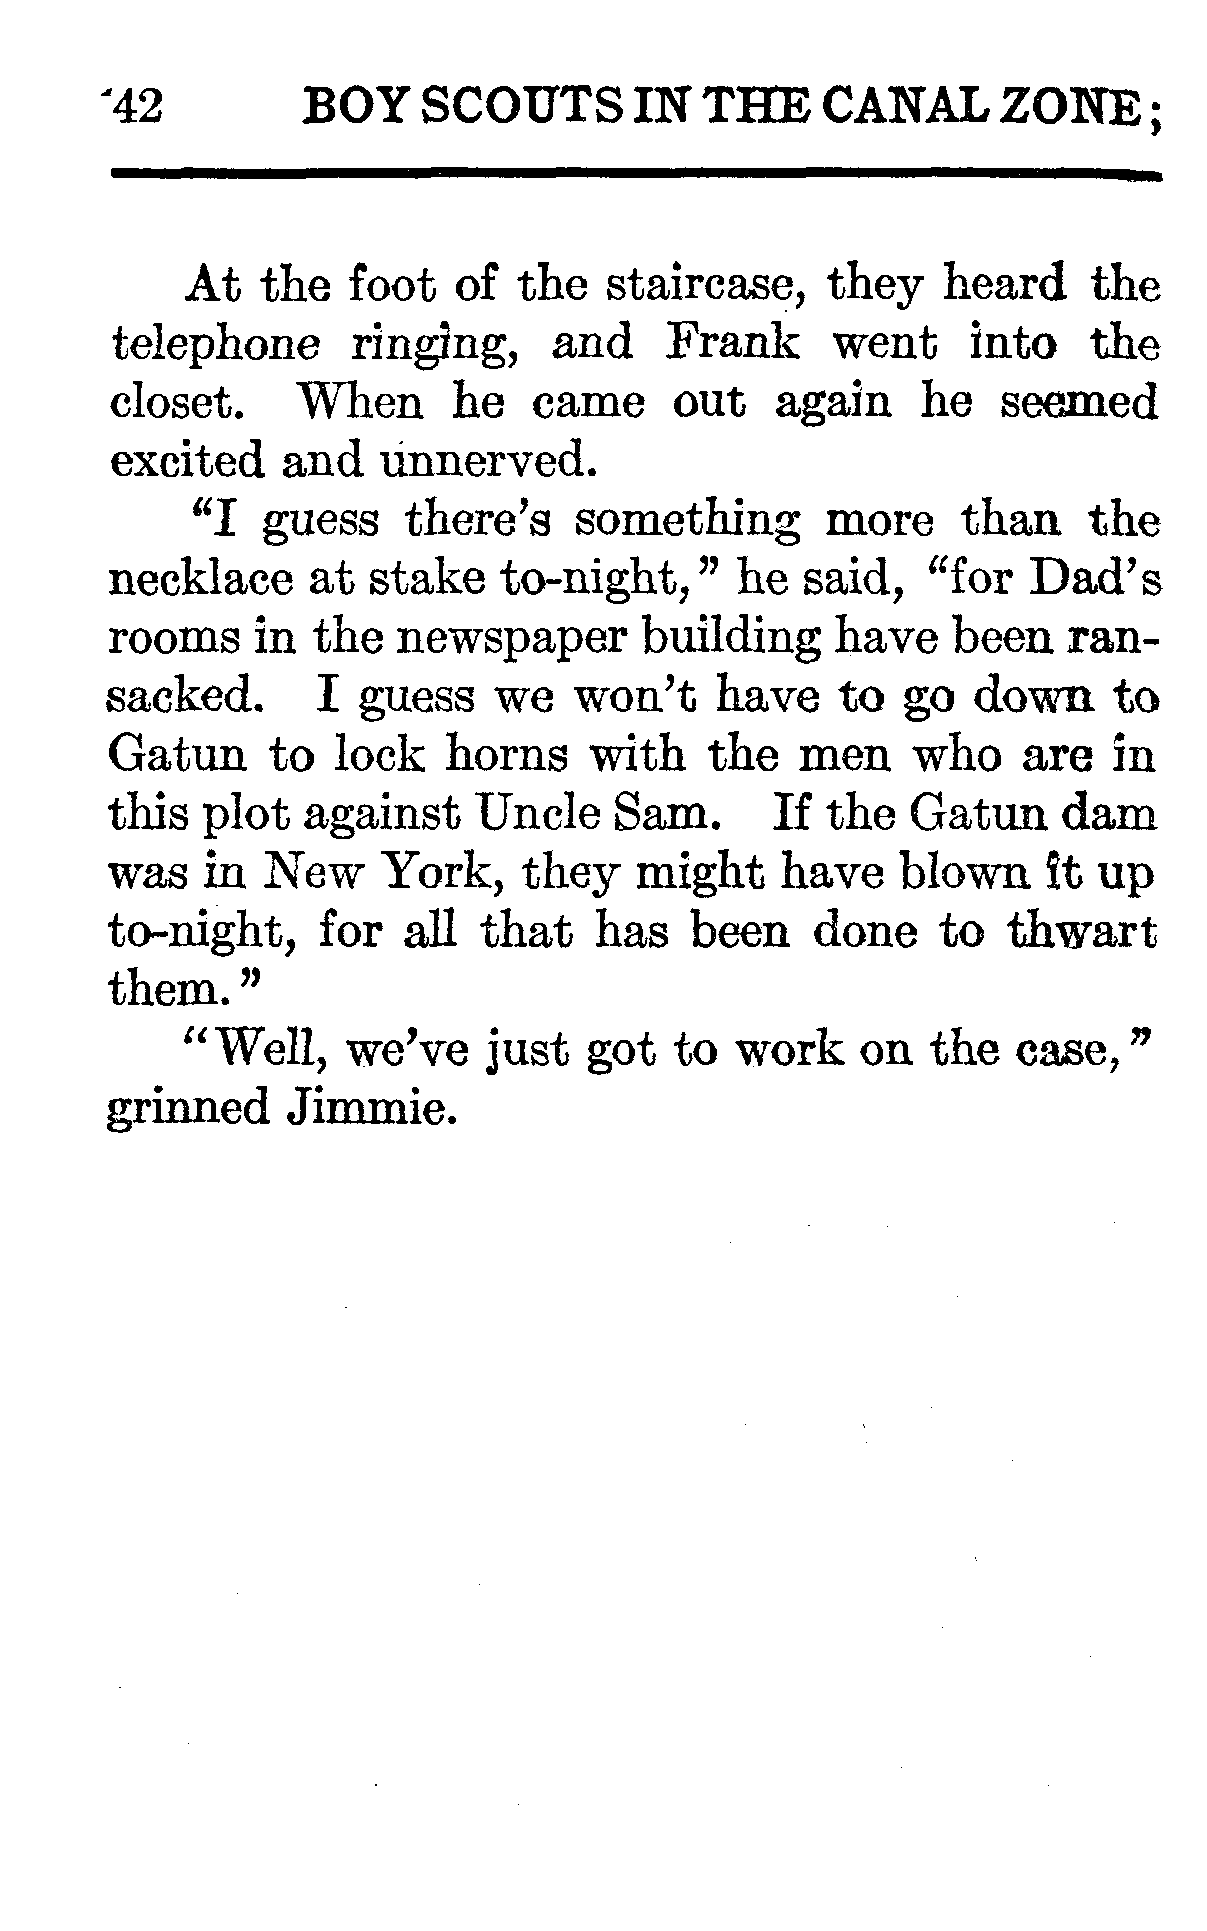 42 BOY SCOUTS IN THE CANAL ZONE;
At the foot of the staircase, they heard the
telephone ringing, and Frank went into the
closet. When he came out again he seemed
excited and unnerved.
"I guess there's something more than the
necklace at stake to-night," he said, "for Dad's
rooms in the newspaper building have been ran-
sacked. I guess we won't have to go down to
Gatun to lock horns with the men who are in
this plot against Uncle Sam. If the Gatun dam
was in New York, they might have blown it up
to-night, for all that has been done to thwart
them."
"Well, we've just got to work on the case,"
grinned Jimmie.